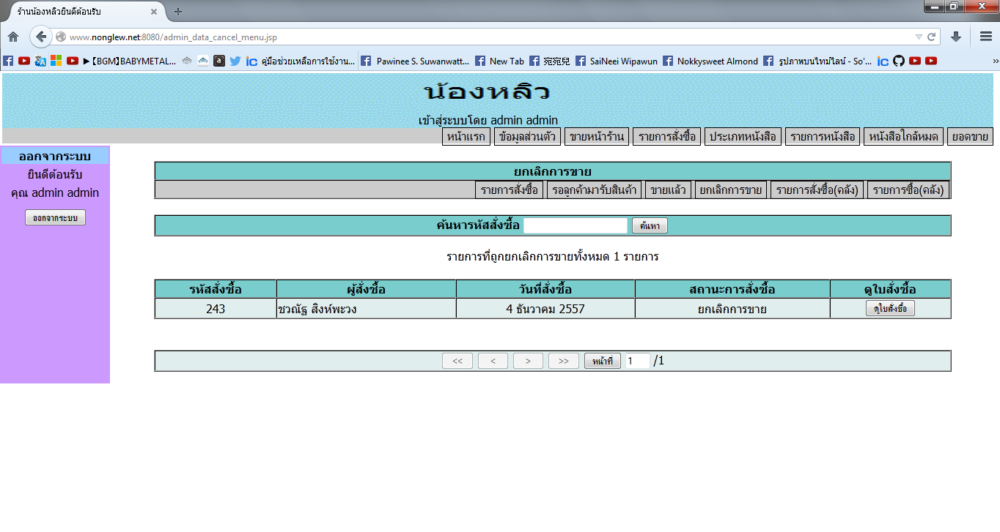 ร้านน้องหลิวยินดีต้อนรับ
www.nonglew.net:8080/admin_data_cancel_menu.jsp
►【BGM】BABYMETAL... a ic คู่มือช่วยเหลือการใช้งาน... Pawinee S. Suwanwatt... New Tab 宛宛兒 SaiNeei Wipawun Nokkysweet Almond รูปภาพบนไทม์ไลน์ - So'... ic »
น้องหลิว
เข้าสู่ระบบโดย admin admin
หน้าแรก ข้อมูลส่วนตัว ขายหน้าร้าน รายการสั่งซื้อ ประเภทหนังสือ รายการหนังสือ หนังสือใกล้หมด ยอดขาย
ออกจากระบบ
ยินดีต้อนรับ
คุณ admin admin
ออกจากระบบ
ยกเลิกการขาย
รายการสั่งซื้อ รอลูกค้ามารับสินค้า ขายแล้ว ยกเลิกการขาย รายการสั่งซื้อ(คลัง) รายการซื้อ(คลัง)
ค้นหารหัสสั่งซื้อ ค้นหา
รายการที่ถูกยกเลิกการขายทั้งหมด 1 รายการ
รหัสสั่งซื้อ ผู้สั่งซื้อ วันที่สั่งซื้อ สถานะการสั่งซื้อ ดูใบสั่งซื้อ
243 ชวณัฐ สิงห์พะวง 4 ธันวาคม 2557 ยกเลิกการขาย ดูใบสั่งซื้อ
<< < > >> หน้าที่ 1 /1